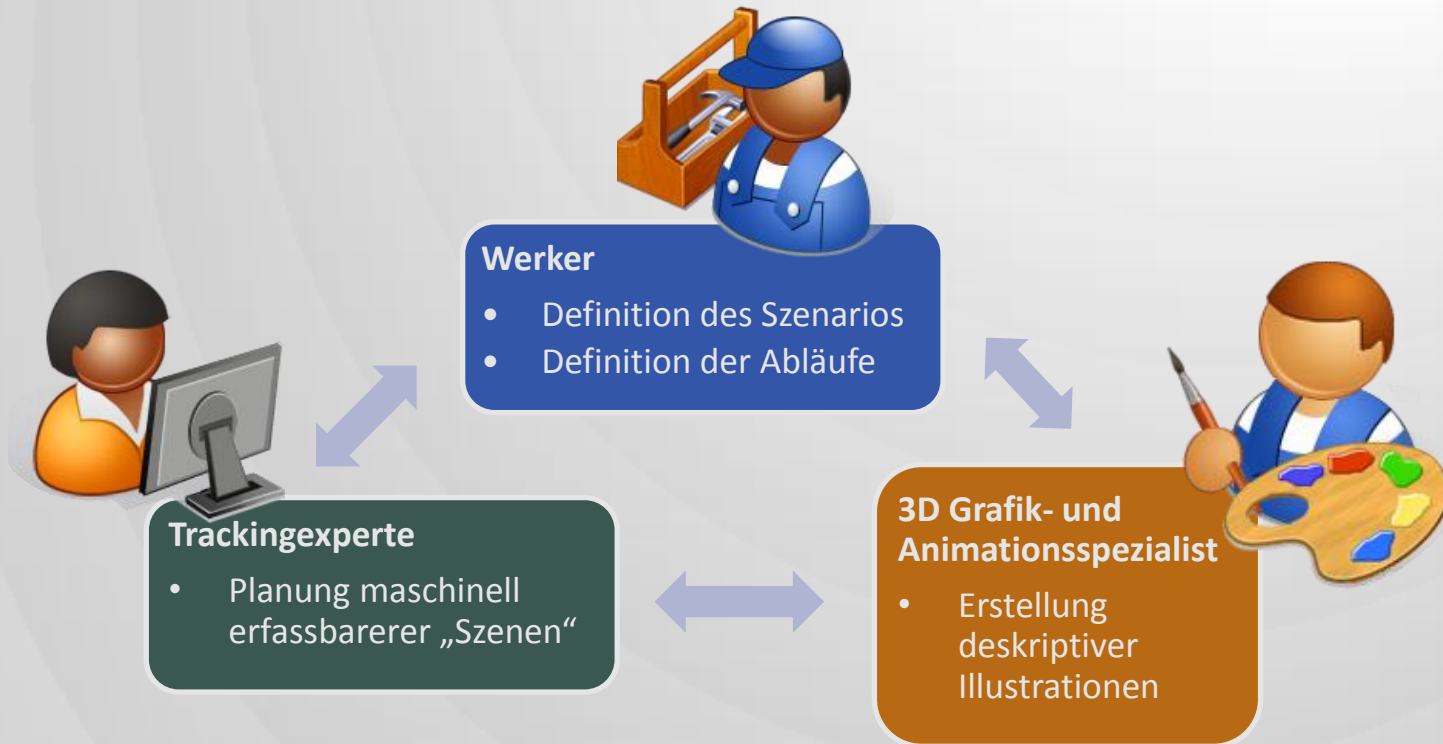 Werker
• Definition des Szenarios
• Definition der Abläufe
Trackingexperte
• Planung maschinell
erfassbarerer „Szenen“
3D Grafik- und
Animationsspezialist
• Erstellung
deskriptiver
Illustrationen